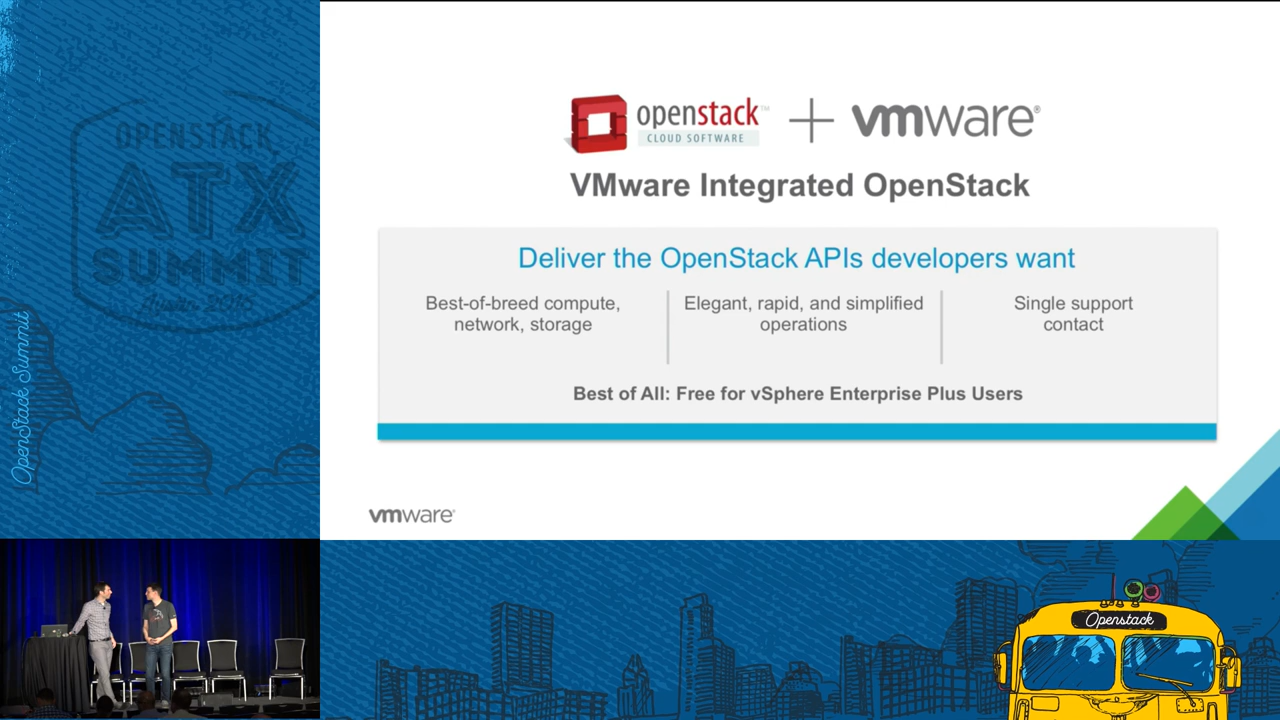 OPENSTACK
ATX
SUMMIT
Austin 2016
OpenStack Summit
openstack™
CLOUD SOFTWARE
vmware®
VMware Integrated OpenStack
Deliver the OpenStack APIs developers want
Best-of-breed compute,
network, storage
Elegant, rapid, and simplified
operations
Single support
contact
Best of All: Free for vSphere Enterprise Plus Users
vmware®
Openstack